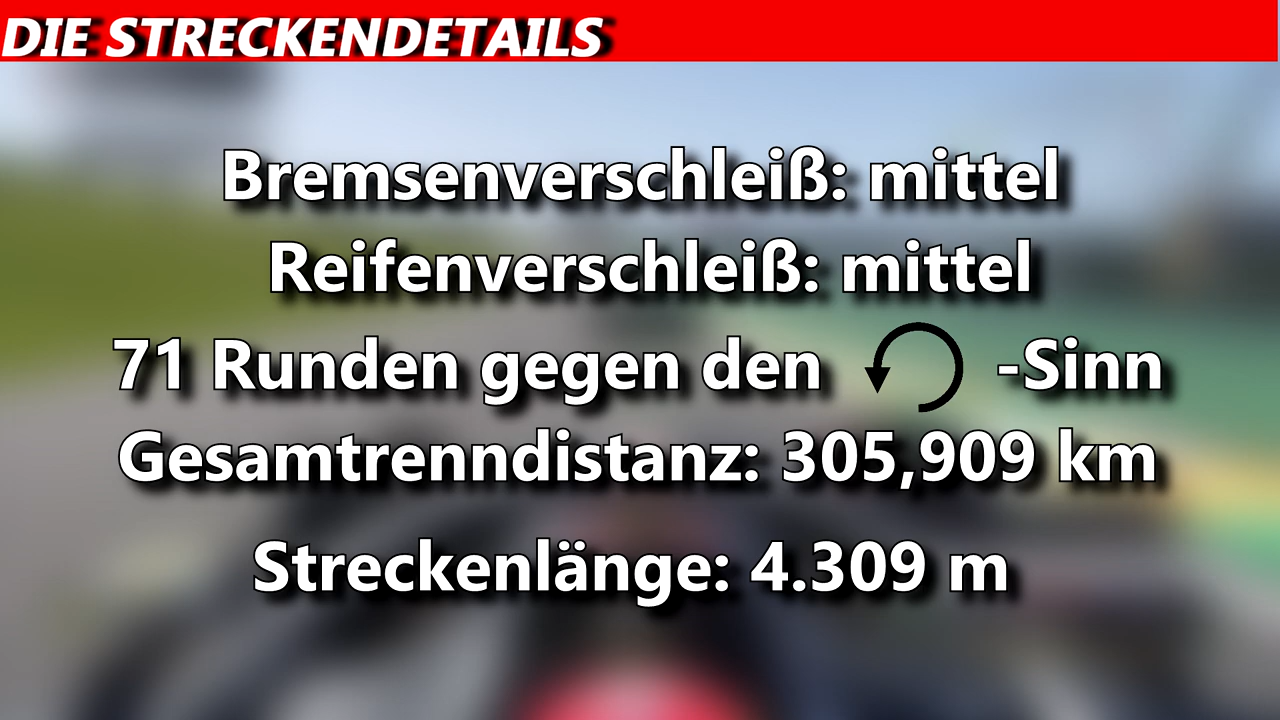 DIE STRECKENDETAILS
Bremsenverschleiß: mittel
Reifenverschleiß: mittel
71 Runden gegen den -Sinn
Gesamtrenndistanz: 305,909 km
Streckenlänge: 4.309 m